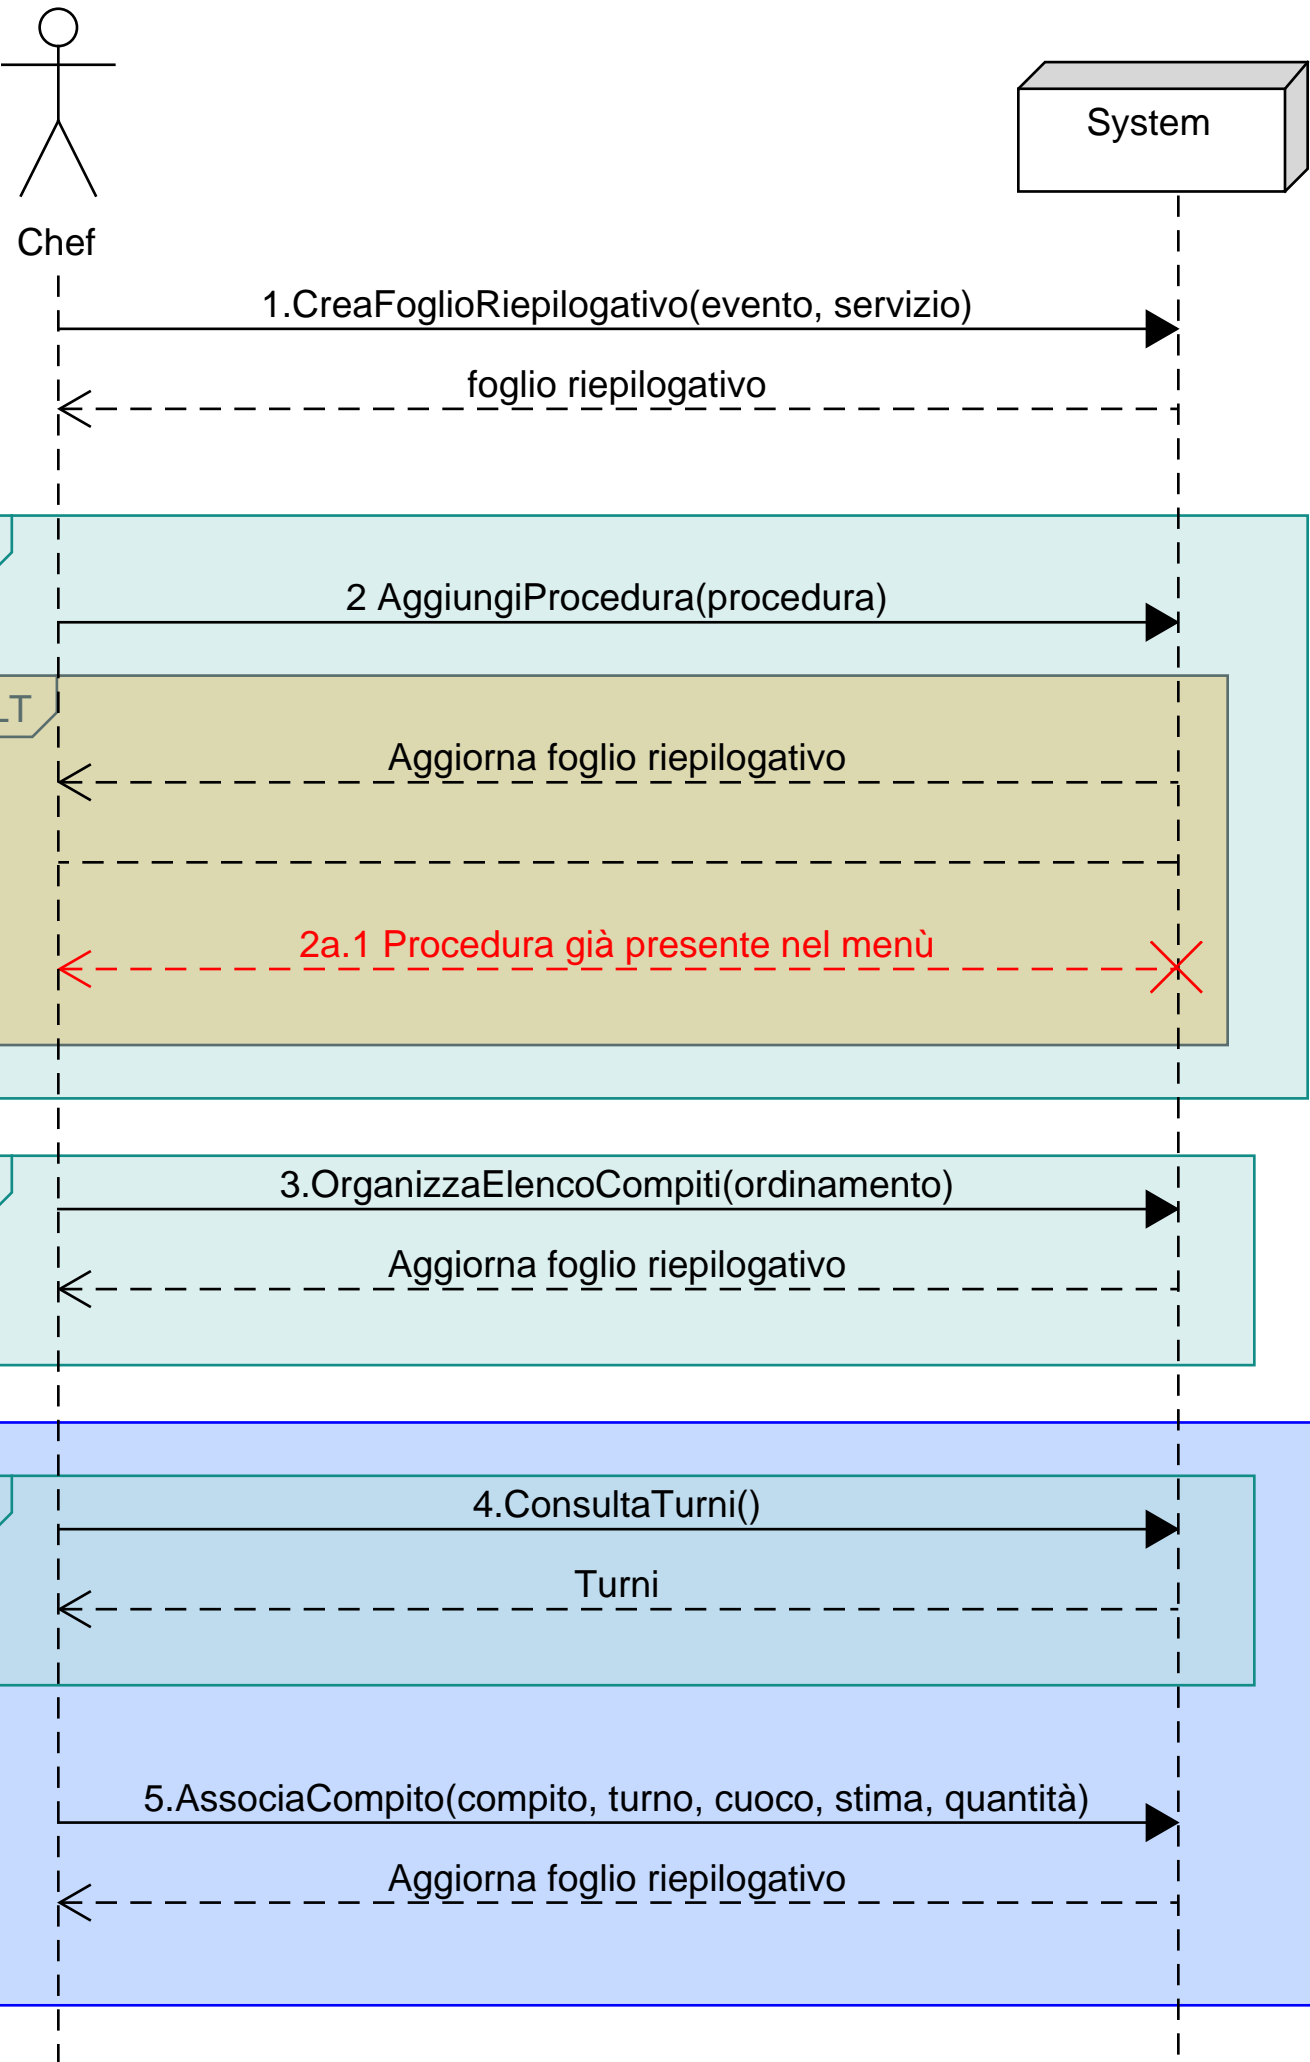 System
Chef
1.CreaFoglioRiepilogativo(evento, servizio)
foglio riepilogativo
2 AggiungiProcedura(procedura)
LT
Aggiorna foglio riepilogativo
2a.1 Procedura già presente nel menù
3.OrganizzaElencoCompiti(ordinamento)
Aggiorna foglio riepilogativo
4.ConsultaTurni()
Turni
5.AssociaCompito(compito, turno, cuoco, stima, quantità)
Aggiorna foglio riepilogativo